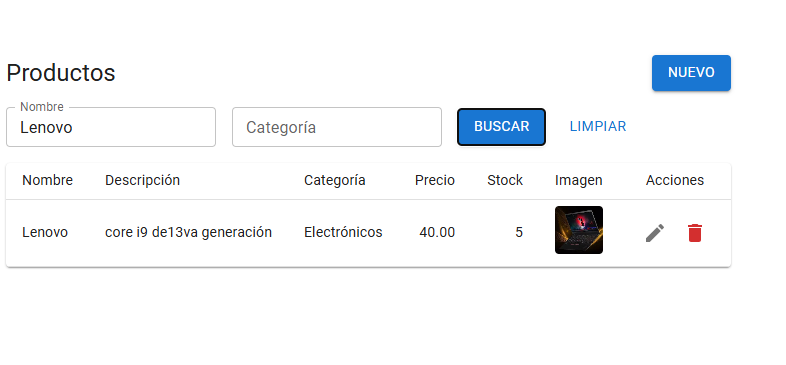 Productos
NUEVO
Nombre
Lenovo
Categoría
BUSCAR
LIMPIAR
Nombre Descripción Categoría Precio Stock Imagen Acciones
Lenovo core i9 de13va generación Electrónicos 40.00 5